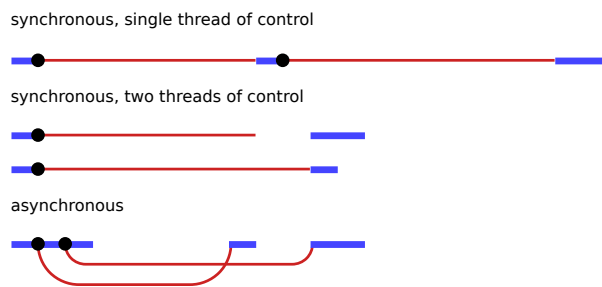 synchronous, single thread of control
synchronous, two threads of control
asynchronous